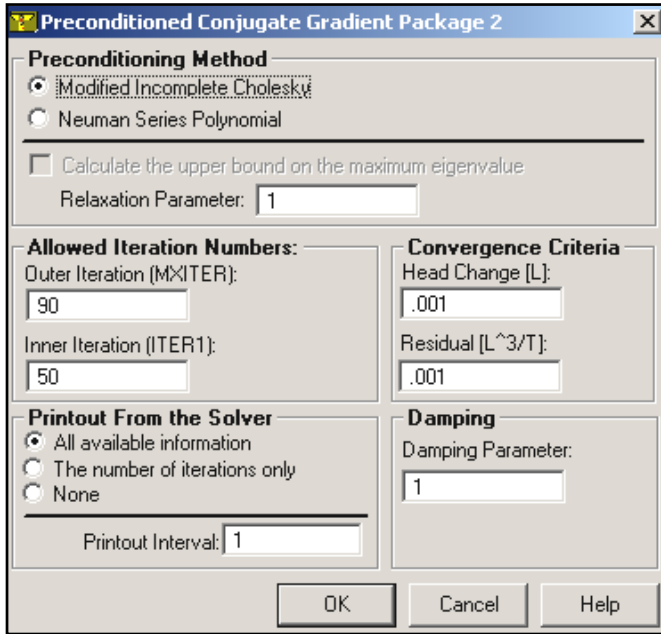 Preconditioned Conjugate Gradient Package 2
Preconditioning Method
Modified Incomplete Cholesky
Neuman Series Polynomial
Calculate the upper bound on the maximum eigenvalue
Relaxation Parameter: 1
Allowed Iteration Numbers:
Outer Iteration (MXITER):
90
Inner Iteration (ITER1):
50
Convergence Criteria
Head Change [L]:
.001
Residual [L^3/T]:
.001
Printout From the Solver
All available information
The number of iterations only
None
Printout Interval: 1
Damping
Damping Parameter:
1
OK Cancel Help